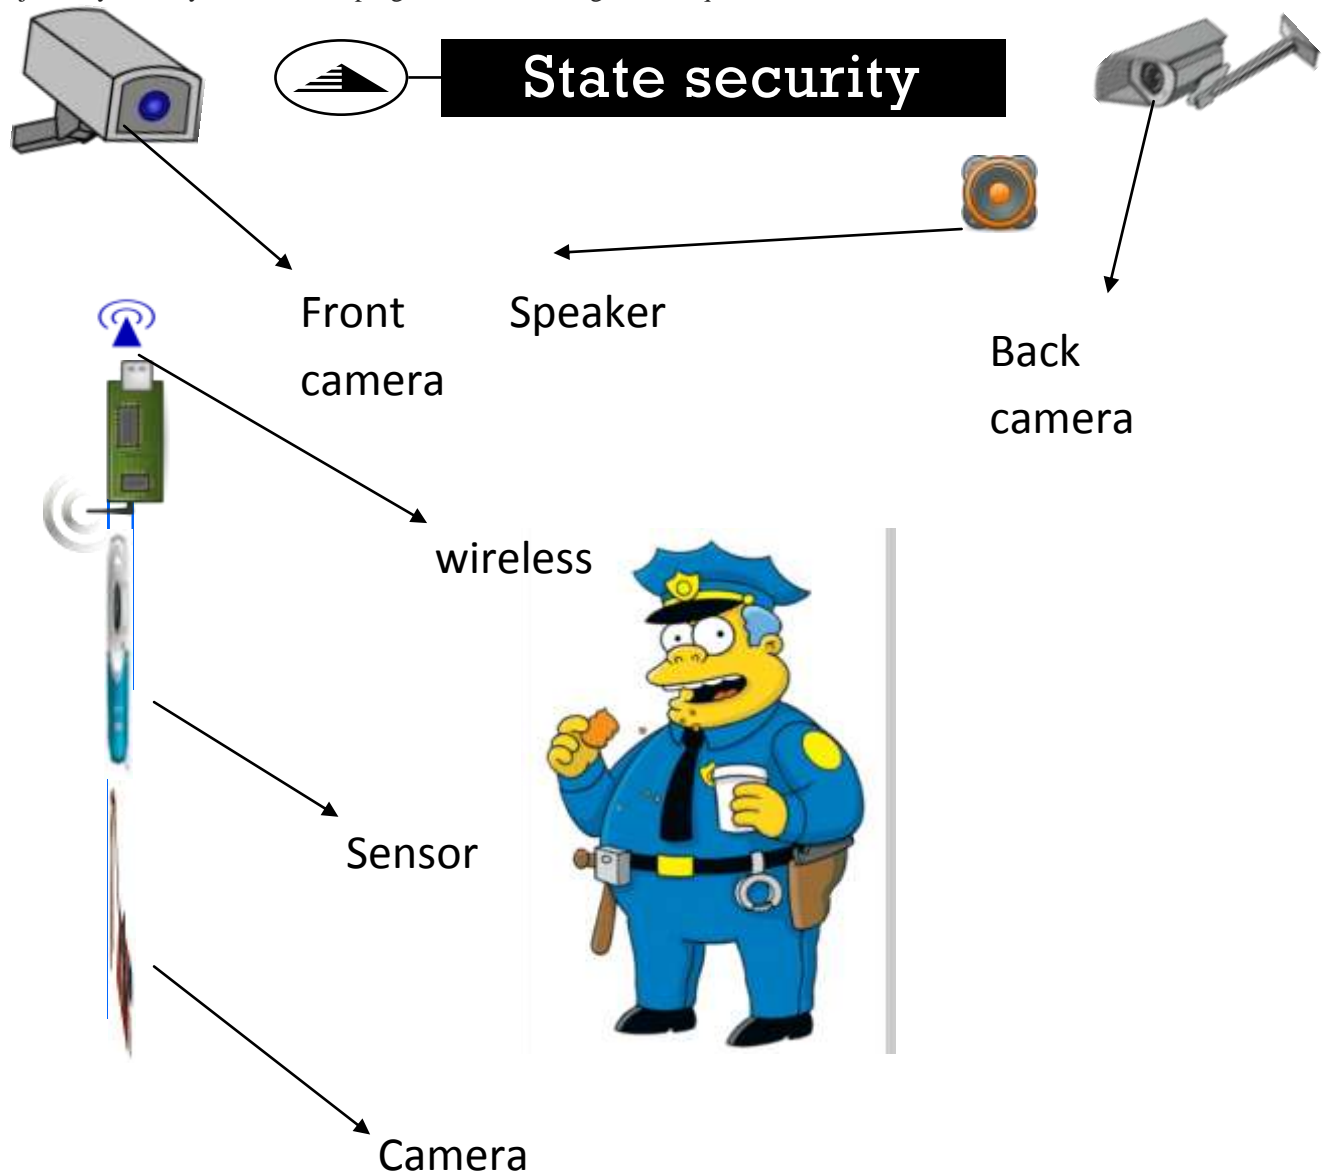 State security
Front
camera
Speaker
Back
camera
wireless
Sensor
Camera